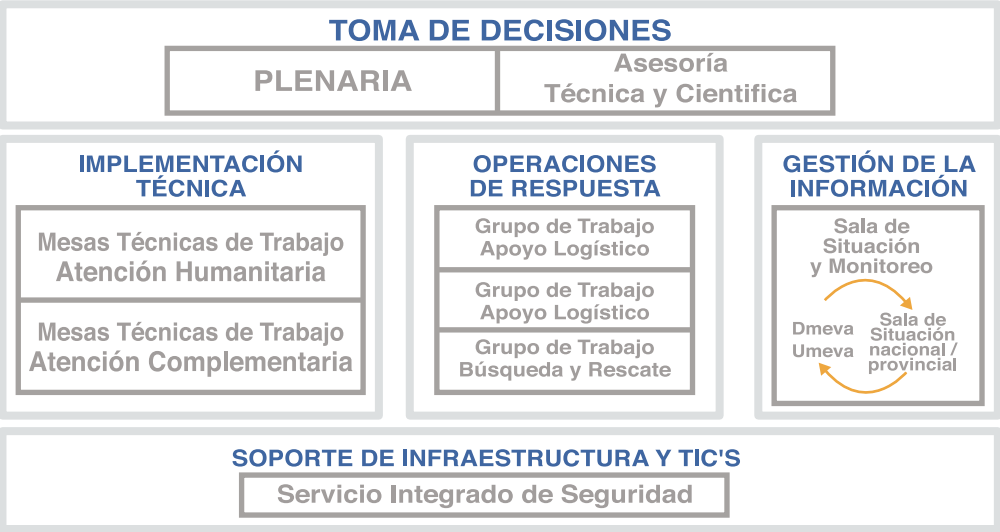 TOMA DE DECISIONES
PLENARIA
Asesoría
Técnica y Cientifica
IMPLEMENTACIÓN
TÉCNICA
Mesas Técnicas de Trabajo
Atención Humanitaria
Mesas Técnicas de Trabajo
Atención Complementaria
OPERACIONES
DE RESPUESTA
Grupo de Trabajo
Apoyo Logístico
Grupo de Trabajo
Apoyo Logístico
Grupo de Trabajo
Búsqueda y Rescate
GESTIÓN DE LA
INFORMACIÓN
Sala de
Situación
y Monitoreo
Dmeva
Umeva
Sala de
Situación
nacional /
provincial
SOPORTE DE INFRAESTRUCTURA Y TIC'S
Servicio Integrado de Seguridad